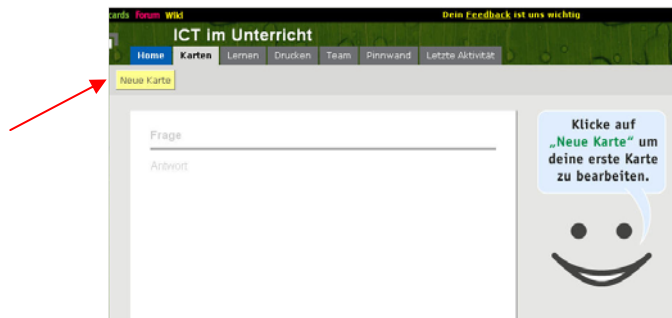 cards Forum Wiki Dein Feedback ist uns wichtig
ICT im Unterricht
Home Karten Lernen Drucken Team Pinnwand Letzte Aktivität
Neue Karte
Frage
Antwort
Klicke auf
„Neue Karte“ um
deine erste Karte
zu bearbeiten.